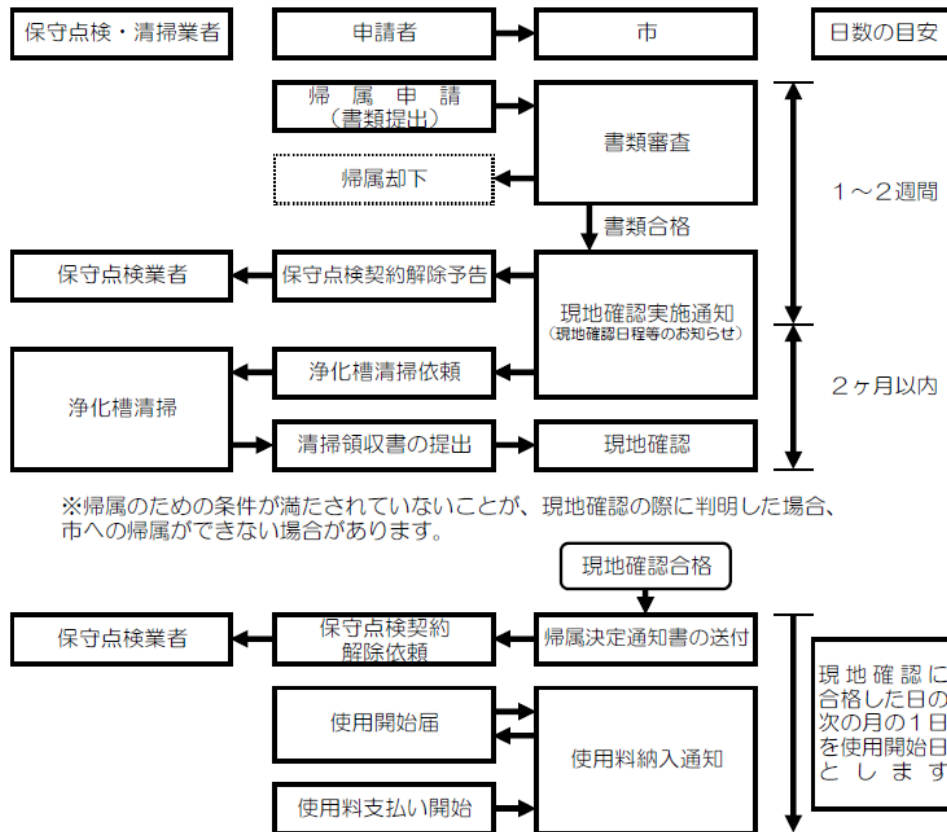 保守点検・清掃業者
申請者
市
日数の目安
帰属申請
（書類提出）
書類審査
帰属却下
1～2週間
書類合格
保守点検業者
保守点検契約解除予告
現地確認実施通知
（現地確認日程等のお知らせ）
浄化槽清掃
浄化槽清掃依頼
2ヶ月以内
清掃領収書の提出
現地確認
※帰属のための条件が満たされていないことが、現地確認の際に判明した場合、
市への帰属ができない場合があります。
現地確認合格
保守点検業者
保守点検契約
解除依頼
帰属決定通知書の送付
現地確認に
合格した日の
次の月の1日
を使用開始日
とします
使用開始届
使用料納入通知
使用料支払い開始